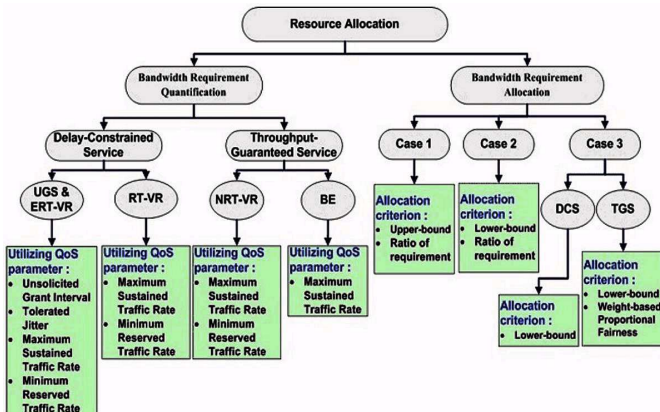 Resource Allocation
Bandwidth Requirement
Quantification
Bandwidth Requirement
Allocation
Delay-Constrained
Service
Throughput-
Guaranteed Service
Case 1
Case 2
Case 3
UGS &
ERT-VR
RT-VR
NRT-VR
BE
DCS
TGS
Utilizing QoS
parameter :
• Unsolicited
Grant Interval
• Tolerated
Jitter
• Maximum
Sustained
Traffic Rate
• Minimum
Reserved
Traffic Rate
Utilizing QoS
parameter :
• Maximum
Sustained
Traffic Rate
• Minimum
Reserved
Traffic Rate
Utilizing QoS
parameter :
• Maximum
Sustained
Traffic Rate
• Minimum
Reserved
Traffic Rate
Utilizing QoS
parameter :
• Maximum
Sustained
Traffic Rate
Allocation
criterion :
• Upper-bound
• Ratio of
requirement
Allocation
criterion :
• Lower-bound
• Ratio of
requirement
Allocation
criterion :
• Lower-bound
Allocation
criterion :
• Lower-bound
• Weight-based
Proportional
Fairness